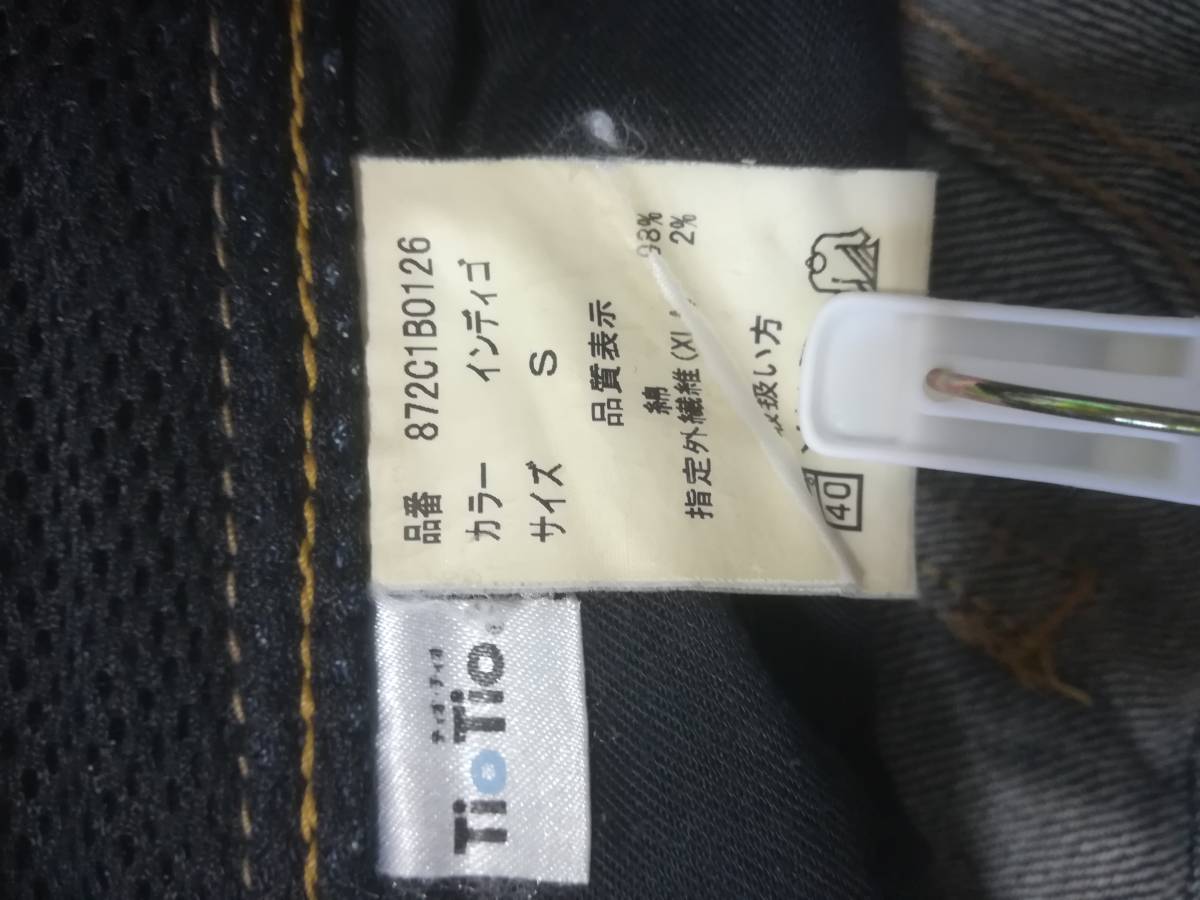 品番 872C1B0126
カラー インディゴ
サイズ S
品質表示
綿 98%
指定外繊維(XL 2%
扱い方
40
ティオ・ティオ
TioTio